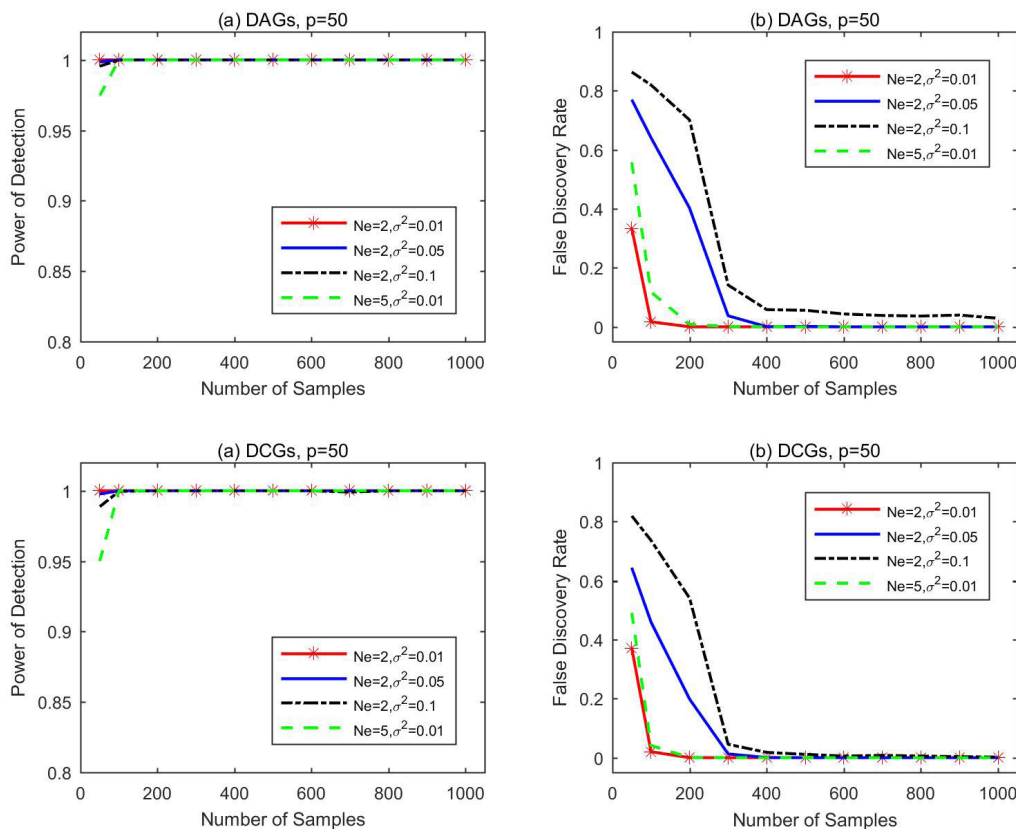 (a) DAGs, p=50
1
0.95
0.9
0.85
0.8
0
200
400
600
800
1000
Power of Detection
Number of Samples
Ne=2,σ²=0.01
Ne=2,σ²=0.05
Ne=2,σ²=0.1
Ne=5,σ²=0.01
(b) DAGs, p=50
1
0.8
0.6
0.4
0.2
0
0
200
400
600
800
1000
False Discovery Rate
Number of Samples
Ne=2,σ²=0.01
Ne=2,σ²=0.05
Ne=2,σ²=0.1
Ne=5,σ²=0.01
(a) DCGs, p=50
1
0.95
0.9
0.85
0.8
0
200
400
600
800
1000
Power of Detection
Number of Samples
Ne=2,σ²=0.01
Ne=2,σ²=0.05
Ne=2,σ²=0.1
Ne=5,σ²=0.01
(b) DCGs, p=50
1
0.8
0.6
0.4
0.2
0
0
200
400
600
800
1000
False Discovery Rate
Number of Samples
Ne=2,σ²=0.01
Ne=2,σ²=0.05
Ne=2,σ²=0.1
Ne=5,σ²=0.01